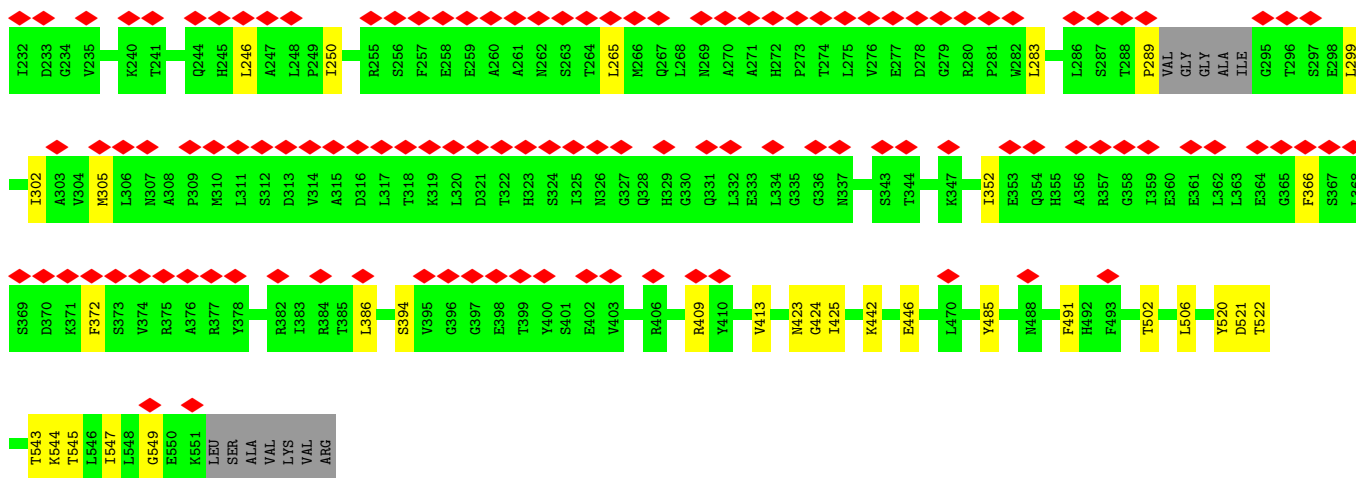 I232 D233 G234 V235 K240 T241 Q244 H245 L246 A247 L248 P249 I250 R255 S256 F257 E258 E259 A260 A261 N262 S263 T264 L265 M266 Q267 L268 N269 A270 A271 H272 P273 T274 L275 V276 E277 D278 G279 R280 P281 W282 L283 L286 S287 T288 P289 VAL GLY GLY ALA ILE G295 T296 S297 E298 L299
I302 A303 V304 M305 L306 N307 A308 P309 M310 L311 S312 D313 V314 A315 D316 L317 T318 K319 L320 D321 T322 H323 S324 I325 N326 G327 Q328 H329 G330 Q331 L332 E333 L334 G335 G336 N337 S343 T344 K347 I352 E353 Q354 H355 A356 R357 G358 I359 E360 E361 L362 L363 E364 G365 F366 S367 L368
S369 D370 K371 F372 S373 V374 R375 A376 R377 Y378 R382 I383 R384 T385 L386 S394 V395 G396 G397 E398 T399 Y400 S401 E402 V403 R406 R409 Y410 V413 N423 G424 I425 K442 E446 L470 Y485 N488 F491 H492 F493 T502 L506 Y520 D521 T522
T543 K544 T545 L546 I547 L548 G549 E550 K551 LEU SER ALA VAL LYS VAL ARG